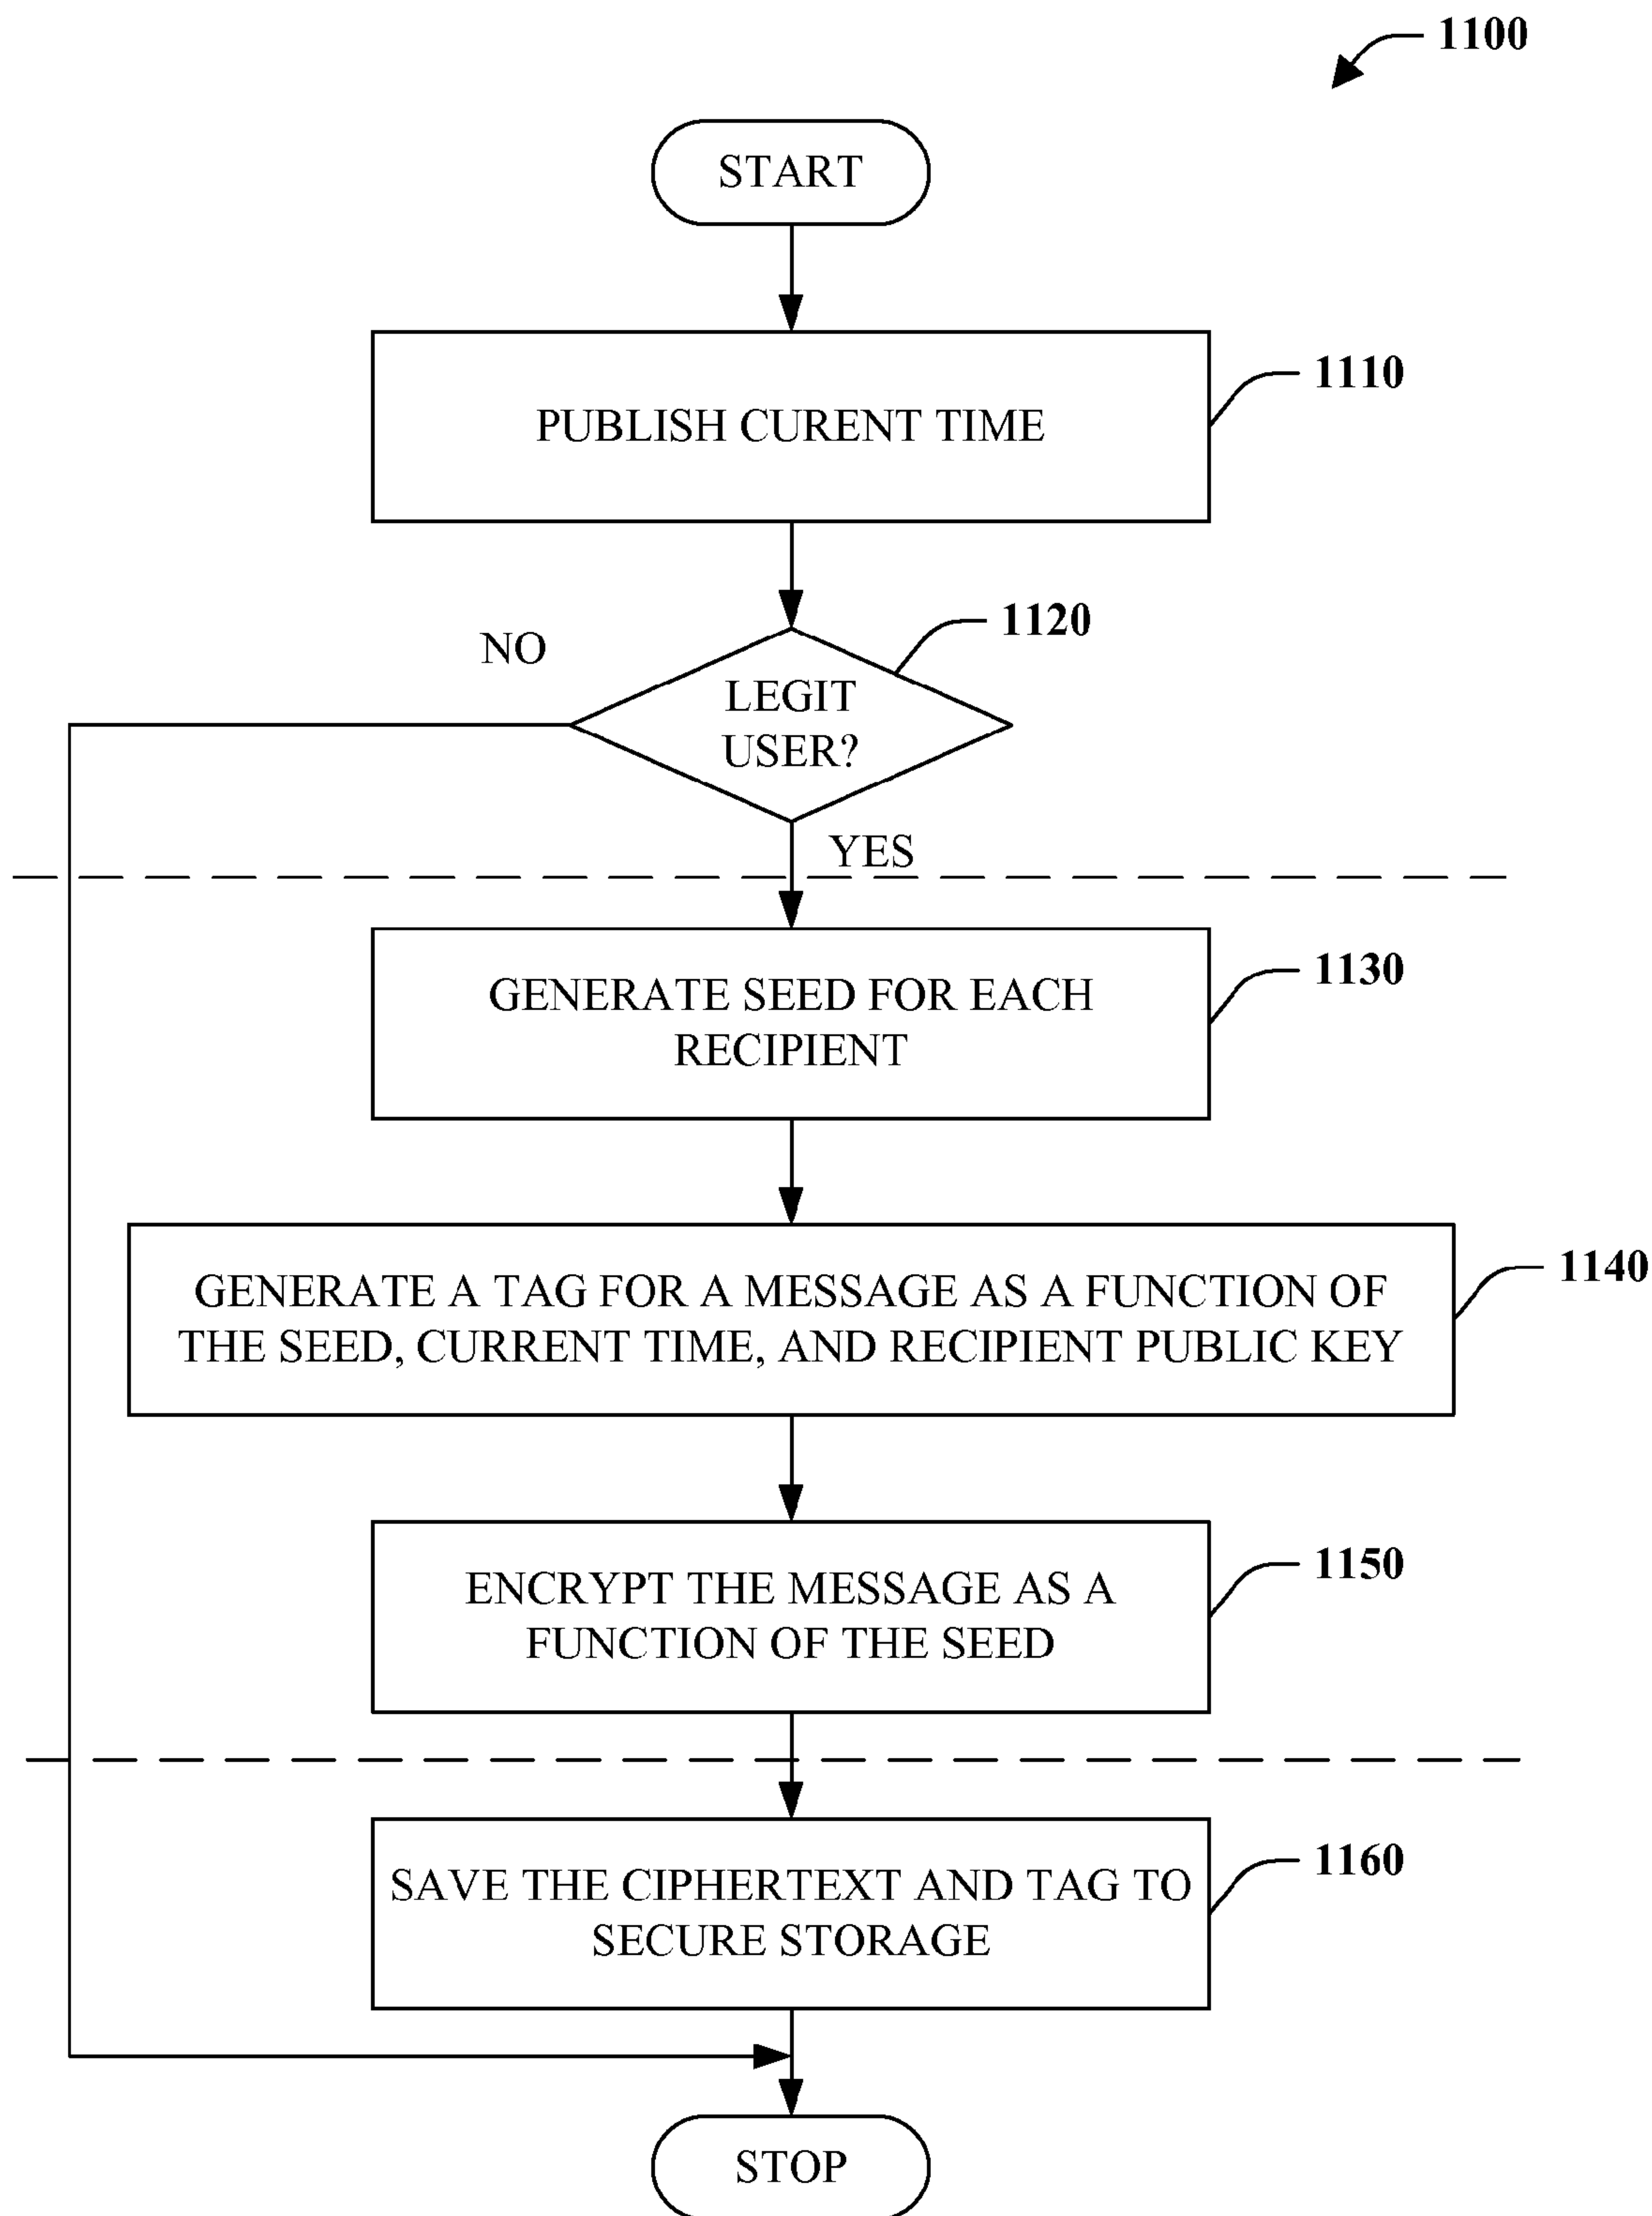 1100
START
PUBLISH CURENT TIME
1110
1120
NO
LEGIT
USER?
YES
GENERATE SEED FOR EACH
RECIPIENT
1130
GENERATE A TAG FOR A MESSAGE AS A FUNCTION OF
THE SEED, CURRENT TIME, AND RECIPIENT PUBLIC KEY
1140
ENCRYPT THE MESSAGE AS A
FUNCTION OF THE SEED
1150
SAVE THE CIPHERTEXT AND TAG TO
SECURE STORAGE
1160
STOP